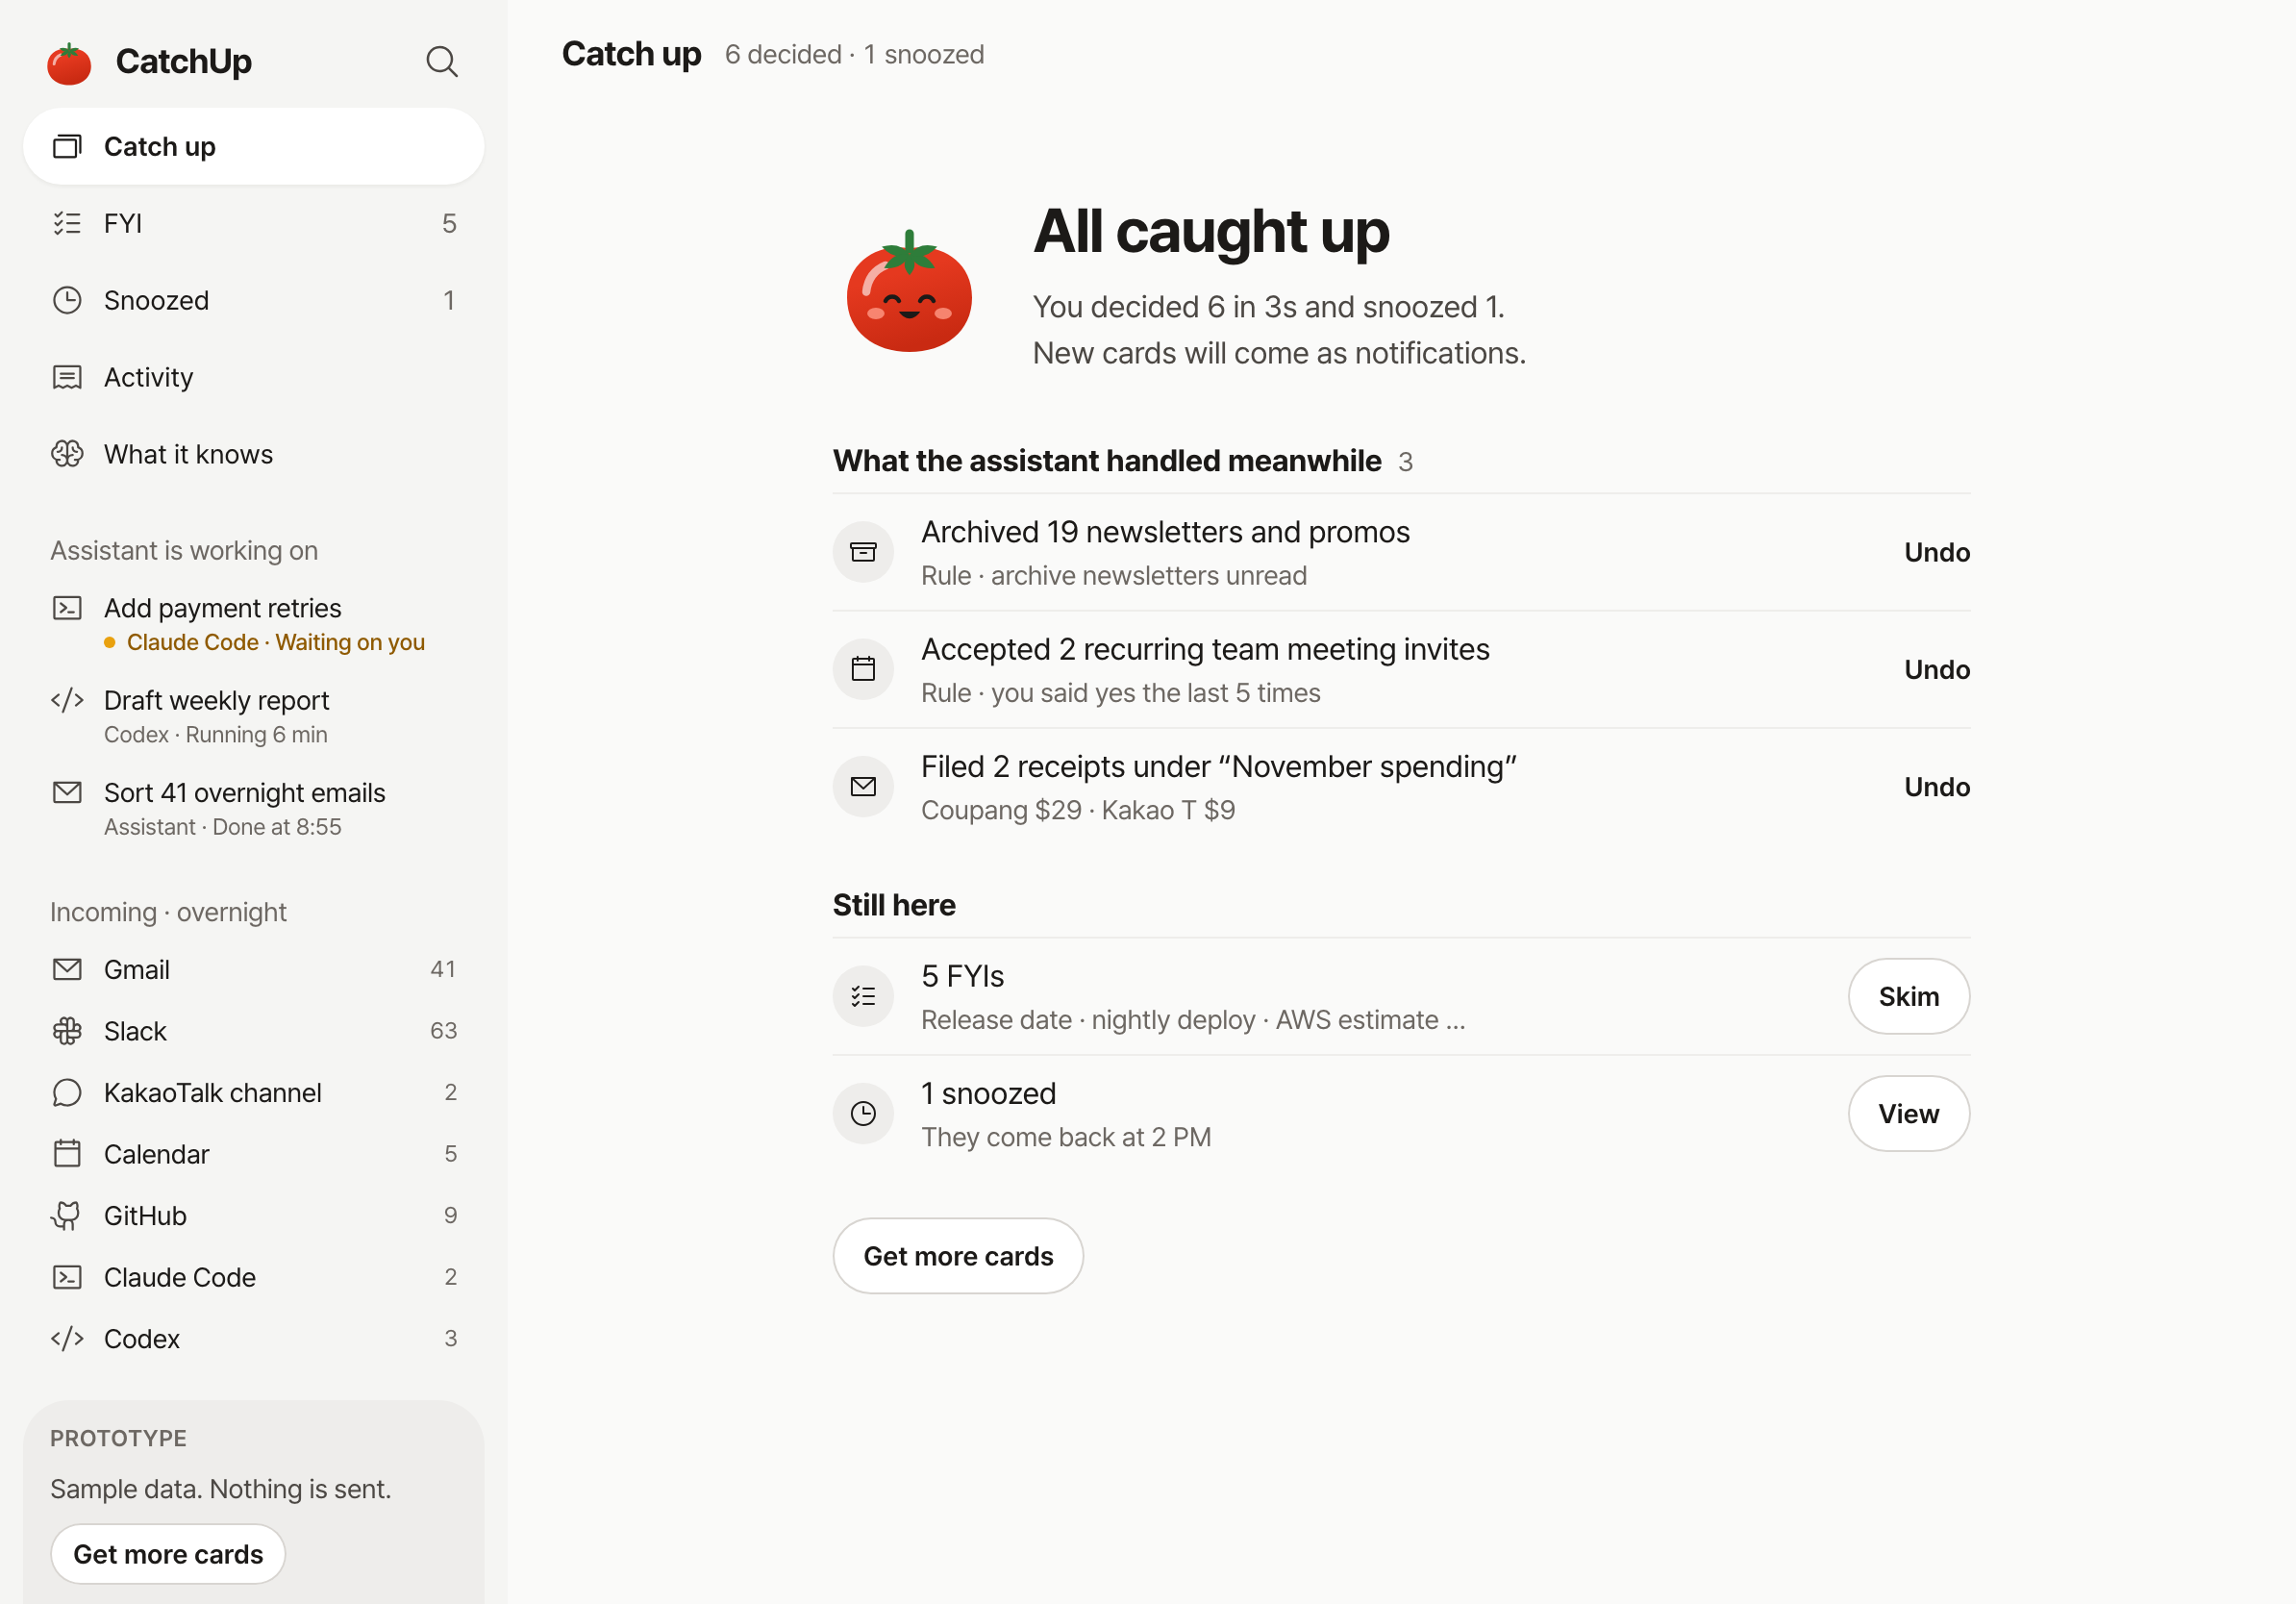 CatchUp
Catch up
FYI 5
Snoozed 1
Activity
What it knows
Assistant is working on
Add payment retries
Claude Code · Waiting on you
Draft weekly report
Codex · Running 6 min
Sort 41 overnight emails
Assistant · Done at 8:55
Incoming · overnight
Gmail 41
Slack 63
KakaoTalk channel 2
Calendar 5
GitHub 9
Claude Code 2
Codex 3
PROTOTYPE
Sample data. Nothing is sent.
Get more cards
Catch up 6 decided · 1 snoozed
All caught up
You decided 6 in 3s and snoozed 1.
New cards will come as notifications.
What the assistant handled meanwhile 3
Archived 19 newsletters and promos
Rule · archive newsletters unread
Undo
Accepted 2 recurring team meeting invites
Rule · you said yes the last 5 times
Undo
Filed 2 receipts under “November spending”
Coupang $29 · Kakao T $9
Undo
Still here
5 FYIs
Release date · nightly deploy · AWS estimate ...
Skim
1 snoozed
They come back at 2 PM
View
Get more cards